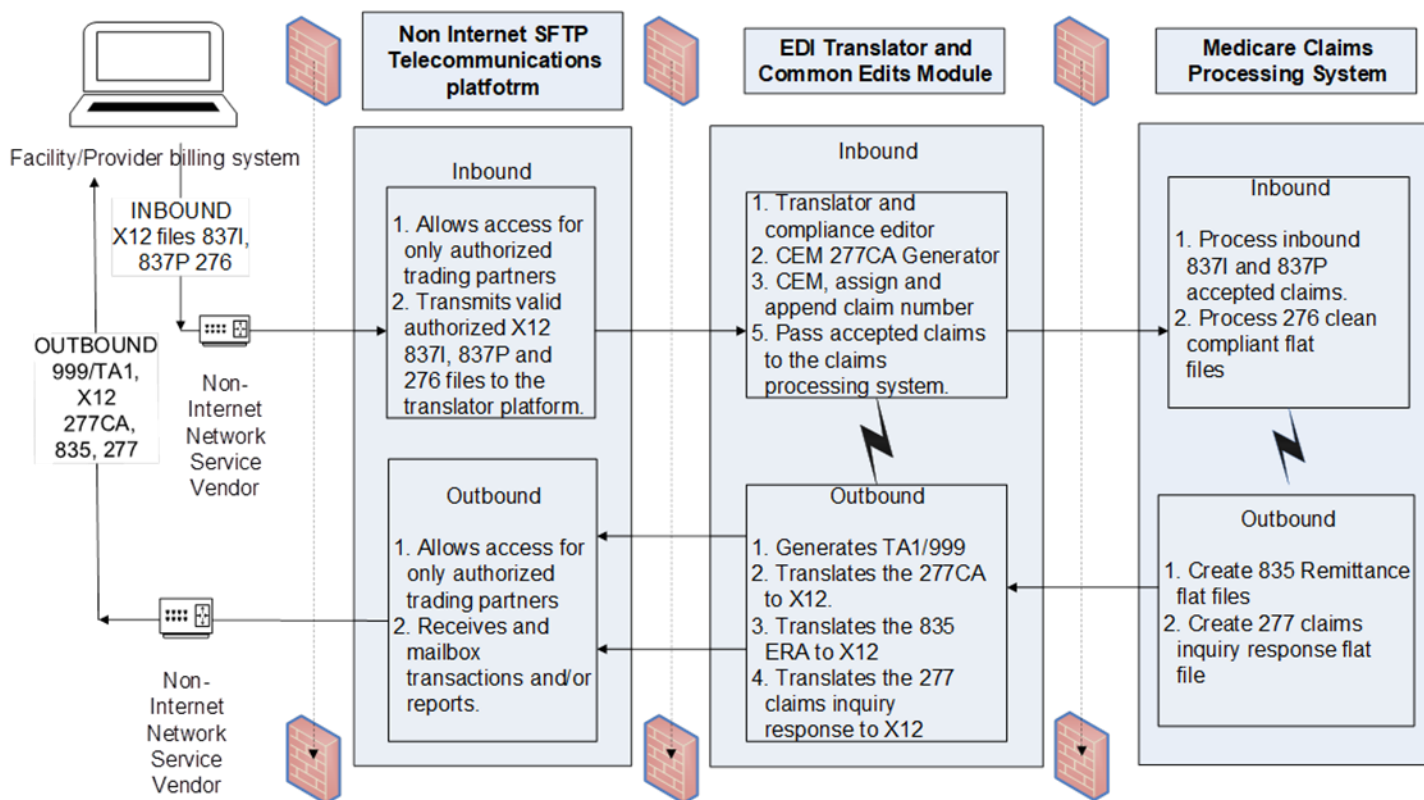 Non Internet SFTP
Telecommunications
platfotrm
EDI Translator and
Common Edits Module
Medicare Claims
Processing System
Facility/Provider billing system
INBOUND
X12 files 837I,
837P 276
OUTBOUND
999/TA1,
X12
277CA,
835, 277
Non-
Internet
Network
Service
Vendor
Non-
Internet
Network
Service
Vendor
Inbound
1. Allows access for
only authorized
trading partners
2. Transmits valid
authorized X12
837I, 837P and
276 files to the
translator platform.
Outbound
1. Allows access for
only authorized
trading partners
2. Receives and
mailbox
transactions and/or
reports.
Inbound
1. Translator and
compliance editor
2. CEM 277CA Generator
3. CEM, assign and
append claim number
5. Pass accepted claims
to the claims
processing system.
Outbound
1. Generates TA1/999
2. Translates the 277CA
to X12.
3. Translates the 835
ERA to X12
4. Translates the 277
claims inquiry
response to X12
Inbound
1. Process inbound
837I and 837P
accepted claims.
2. Process 276 clean
compliant flat
files
Outbound
1. Create 835 Remittance
flat files
2. Create 277 claims
inquiry response flat
file